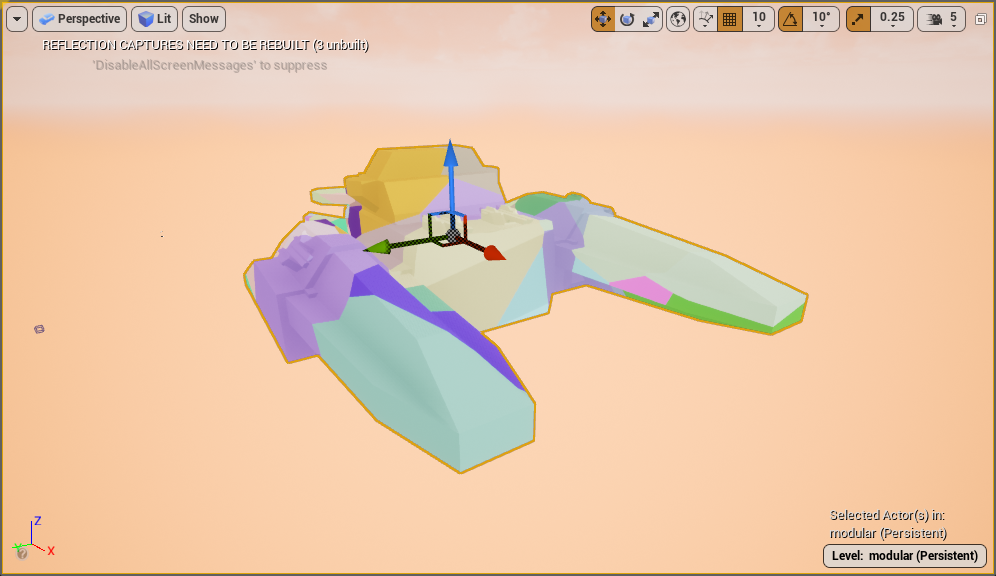 Perspective
Lit
Show
10
10°
0.25
5
REFLECTION CAPTURES NEED TO BE REBUILT (3 unbuilt)
'DisableAllScreenMessages' to suppress
Z
Y
X
?
Selected Actor(s) in:
modular (Persistent)
Level: modular (Persistent)